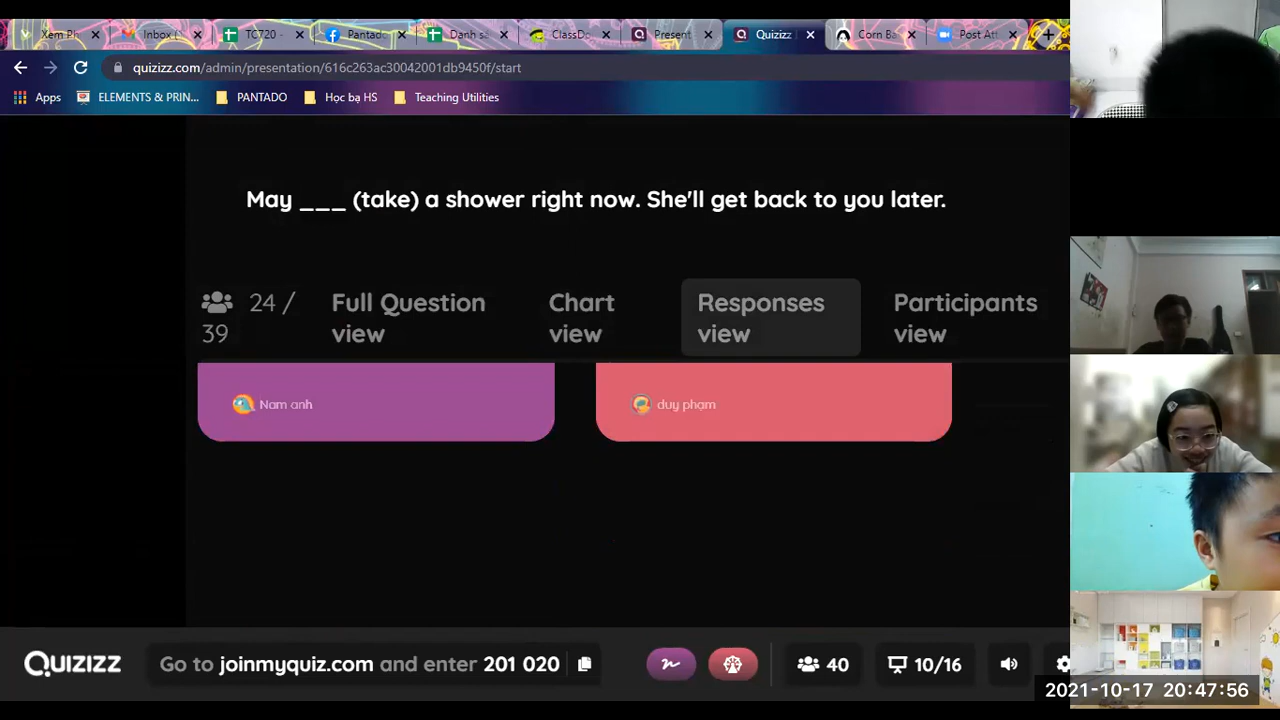 Xem Ph
Inbox (
TC720 -
Pantado
Danh sá
ClassDo
Present
Quizizz
Corn Ba
Post Att
quizizz.com/admin/presentation/616c263ac30042001db9450f/start
Apps
ELEMENTS & PRIN...
PANTADO
Học bạ HS
Teaching Utilities
May ___ (take) a shower right now. She'll get back to you later.
24 /
39
Full Question
view
Chart
view
Responses
view
Participants
view
Nam anh
duy phạm
QUIZIZZ
Go to joinmyquiz.com and enter 201 020
40
10/16
2021-10-17 20:47:56